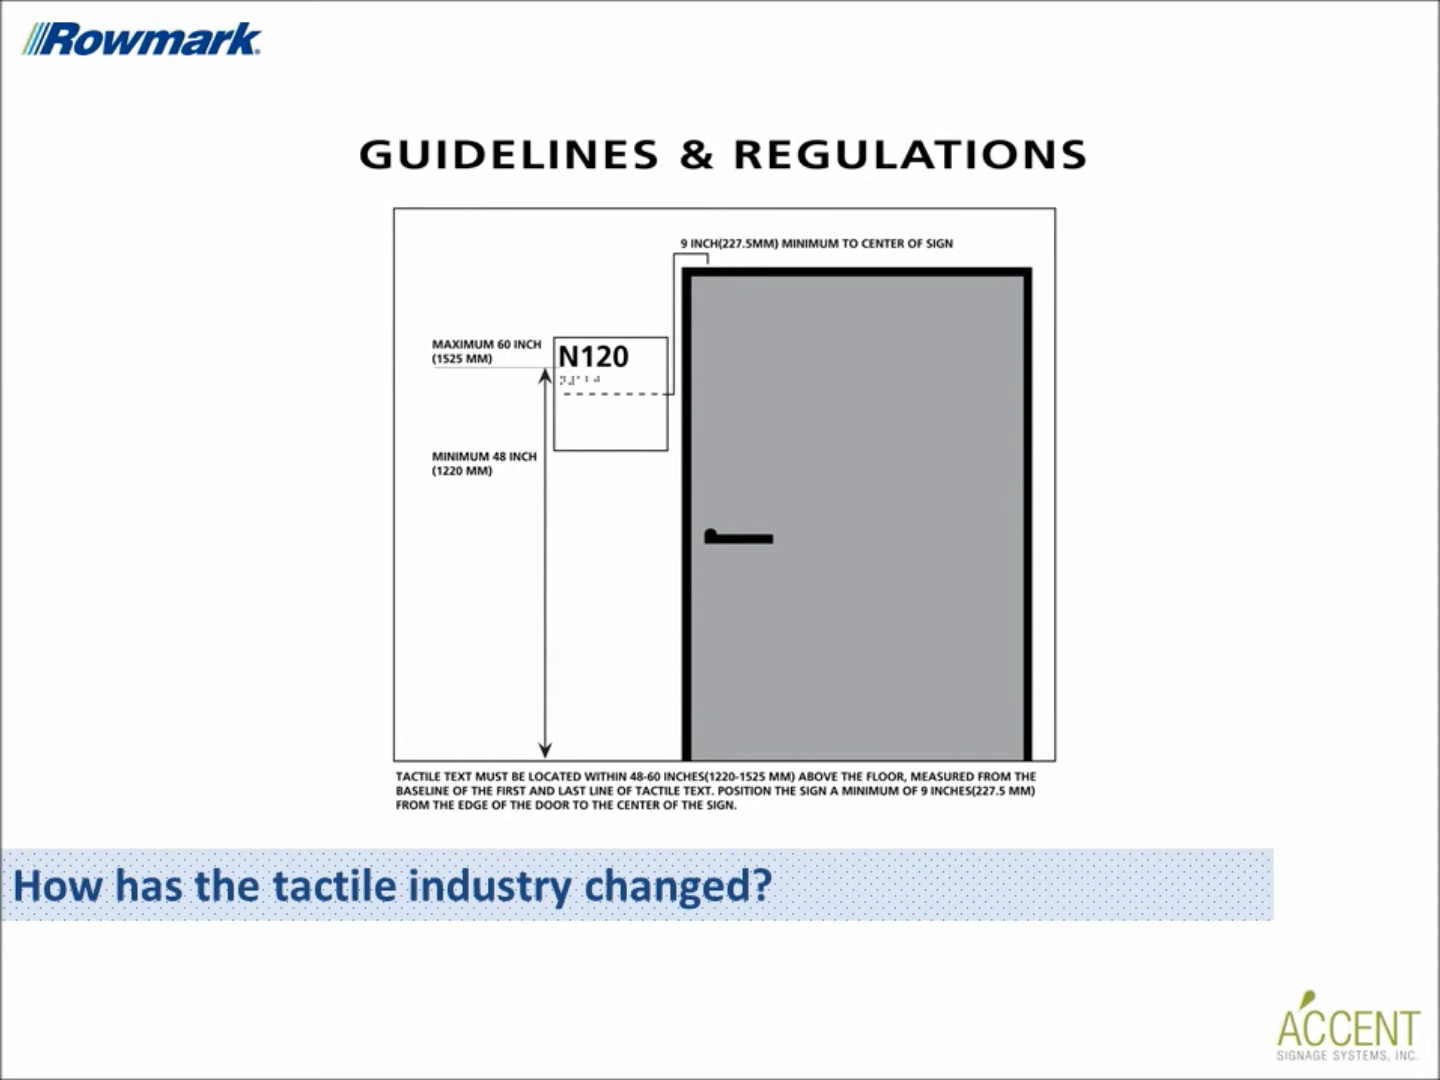 Rowmark
GUIDELINES & REGULATIONS
9 INCH(227.5MM) MINIMUM TO CENTER OF SIGN
MAXIMUM 60 INCH
(1525 MM)
N120
MINIMUM 48 INCH
(1220 MM)
TACTILE TEXT MUST BE LOCATED WITHIN 48-60 INCHES(1220-1525 MM) ABOVE THE FLOOR, MEASURED FROM THE
BASELINE OF THE FIRST AND LAST LINE OF TACTILE TEXT. POSITION THE SIGN A MINIMUM OF 9 INCHES(227.5 MM)
FROM THE EDGE OF THE DOOR TO THE CENTER OF THE SIGN.
How has the tactile industry changed?
ACCENT
SIGNAGE SYSTEMS, INC.